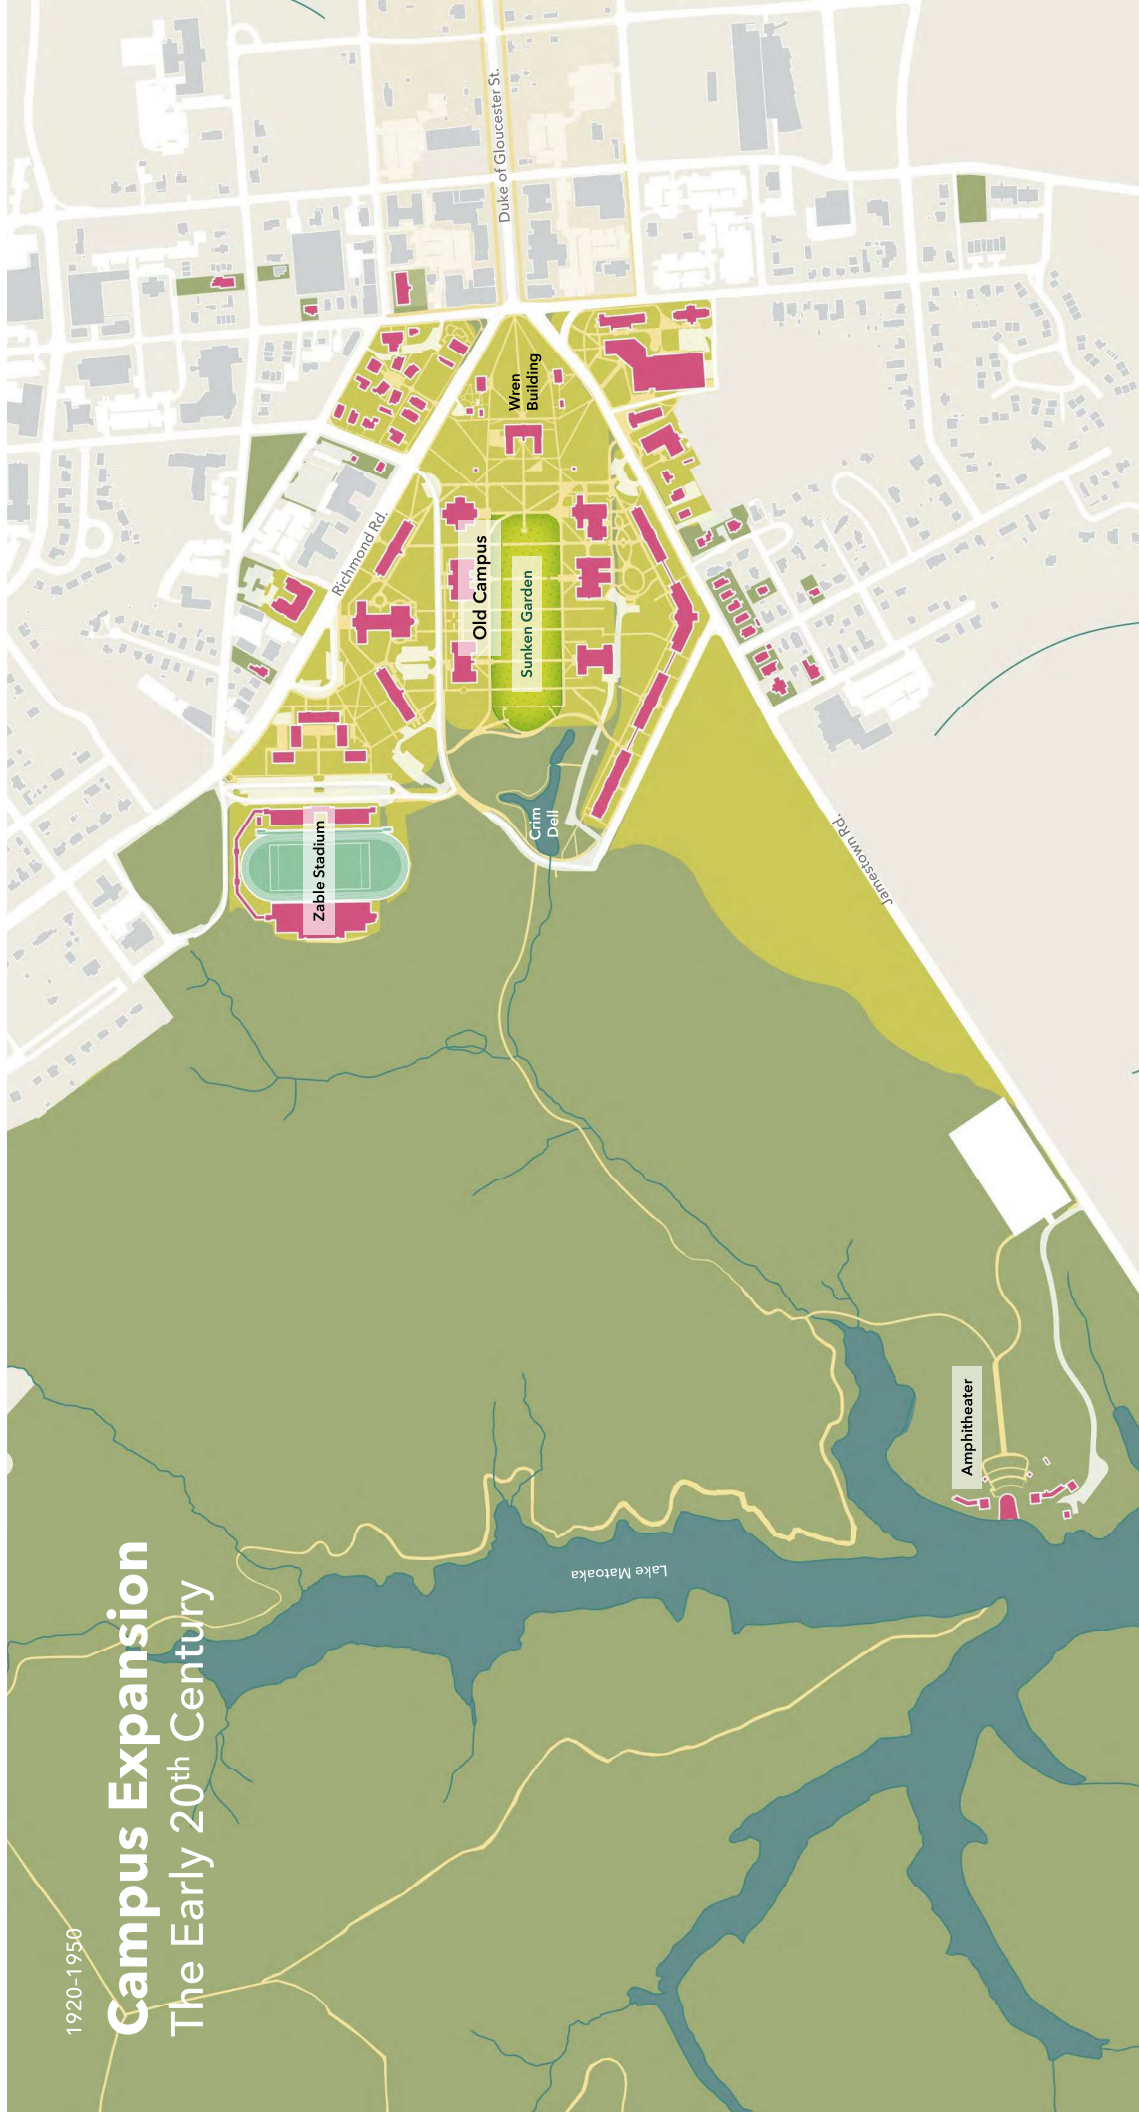 1920–1950
Campus Expansion
The Early 20th Century
Lake Matoaka
Amphitheater
Zable Stadium
Crim
Dell
Jamestown Rd.
Richmond Rd.
Old Campus
Sunken Garden
Wren
Building
Duke of Gloucester St.